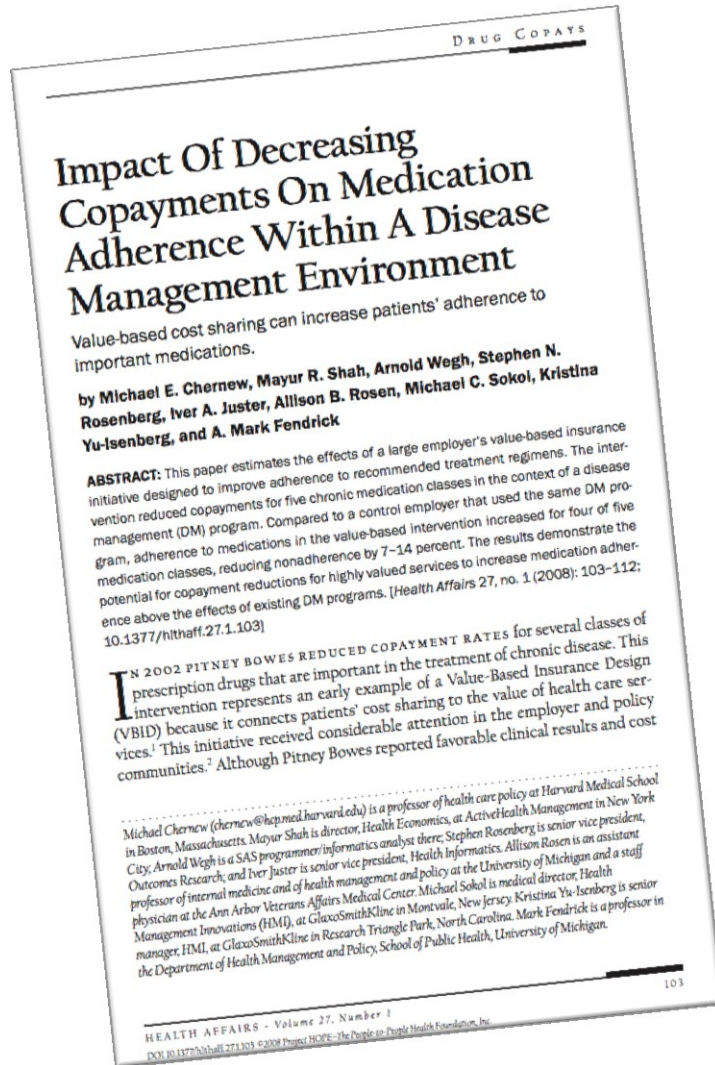 DRUG COPAYS
Impact Of Decreasing
Copayments On Medication
Adherence Within A Disease
Management Environment
Value-based cost sharing can increase patients' adherence to
important medications.
by Michael E. Chernew, Mayur R. Shah, Arnold Wegh, Stephen N.
Rosenberg, Iver A. Juster, Allison B. Rosen, Michael C. Sokol, Kristina
Yu-Isenberg, and A. Mark Fendrick
ABSTRACT: This paper estimates the effects of a large employer's value-based insurance
initiative designed to improve adherence to recommended treatment regimens. The inter-
vention reduced copayments for five chronic medication classes in the context of a disease
management (DM) program. Compared to a control employer that used the same DM pro-
gram, adherence to medications in the value-based intervention increased for four of five
medication classes, reducing nonadherence by 7–14 percent. The results demonstrate the
potential for copayment reductions for highly valued services to increase medication adher-
ence above the effects of existing DM programs. [Health Affairs 27, no. 1 (2008): 103–112;
10.1377/hlthaff.27.1.103]
IN 2002 PITNEY BOWES REDUCED COPAYMENT RATES for several classes of
prescription drugs that are important in the treatment of chronic disease. This
intervention represents an early example of a Value-Based Insurance Design
(VBID) because it connects patients' cost sharing to the value of health care ser-
vices.1 This initiative received considerable attention in the employer and policy
communities.2 Although Pitney Bowes reported favorable clinical results and cost
Michael Chernew (chernew@hcp.med.harvard.edu) is a professor of health care policy at Harvard Medical School
in Boston, Massachusetts. Mayur Shah is director, Health Economics, at ActiveHealth Management in New York
City; Arnold Wegh is a SAS programmer/informatics analyst there; Stephen Rosenberg is senior vice president,
Outcomes Research; and Iver Juster is senior vice president, Health Informatics. Allison Rosen is an assistant
professor of internal medicine and of health management and policy at the University of Michigan and a staff
physician at the Ann Arbor Veterans Affairs Medical Center. Michael Sokol is medical director, Health
Management Innovations (HMI), at GlaxoSmithKline in Montvale, New Jersey. Kristina Yu-Isenberg is senior
manager, HMI, at GlaxoSmithKline in Research Triangle Park, North Carolina. Mark Fendrick is a professor in
the Department of Health Management and Policy, School of Public Health, University of Michigan.
HEALTH AFFAIRS - Volume 27, Number 1
103
DOI 10.1377/hlthaff.27.1.103 ©2008 Project HOPE–The People-to-People Health Foundation, Inc.